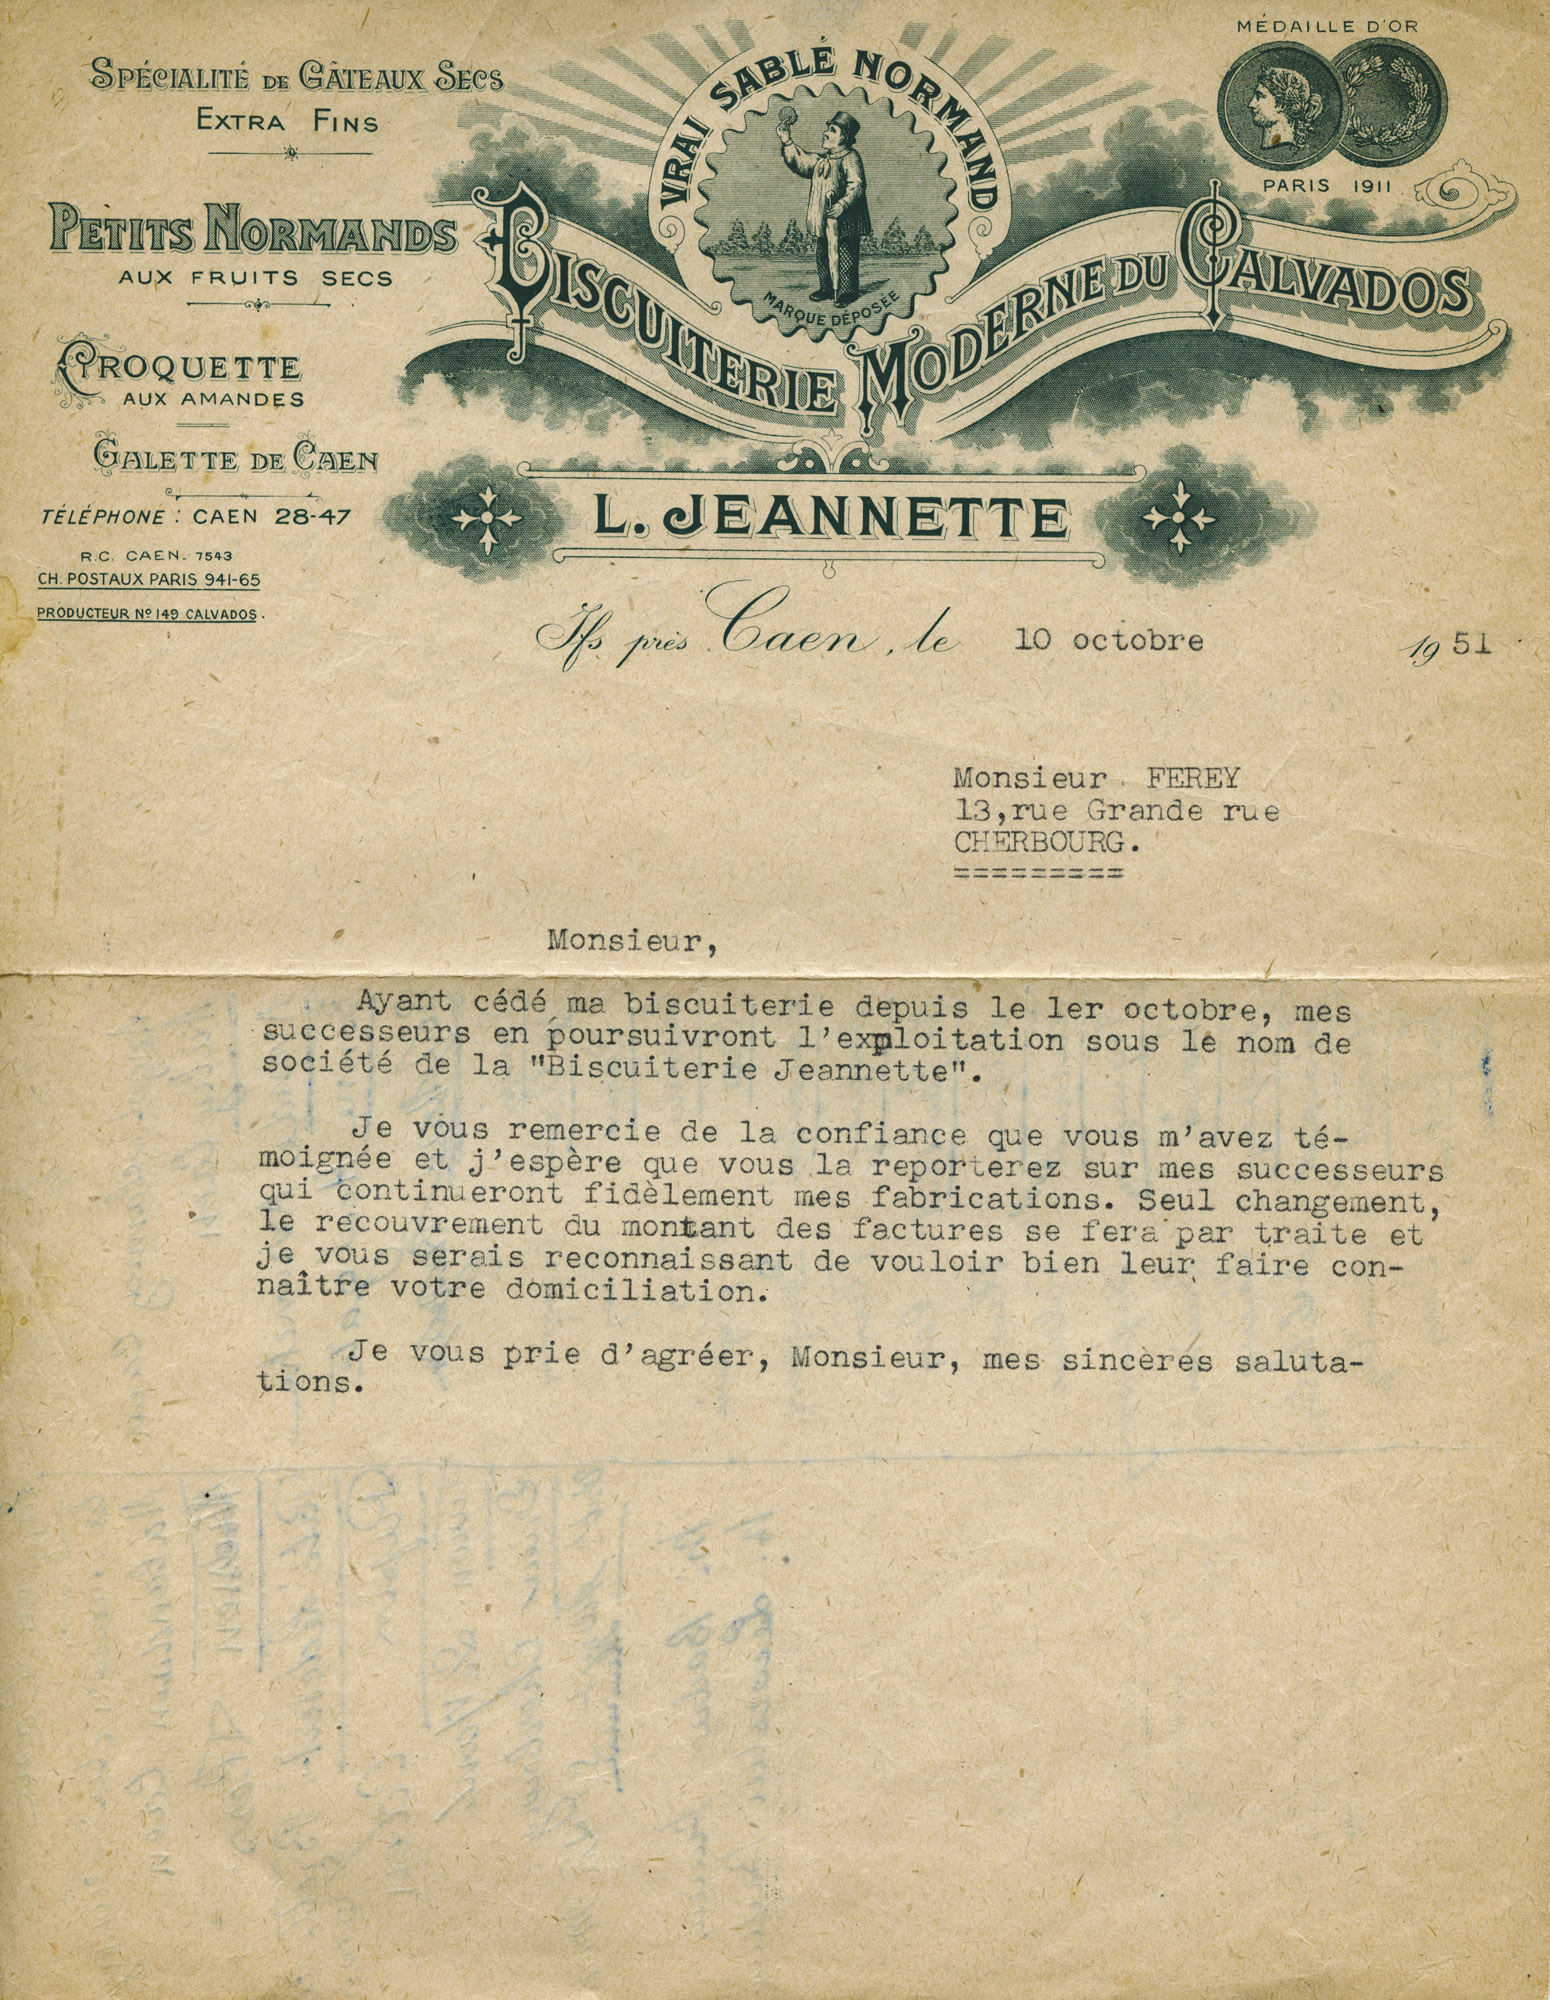 SPÉCIALITÉ DE GÂTEAUX SECS
EXTRA FINS
PETITS NORMANDS
AUX FRUITS SECS
CROQUETTE
AUX AMANDES
GALETTE DE CAEN
TÉLÉPHONE : CAEN 28-47
R.C. CAEN. 7543
CH. POSTAUX PARIS 941-65
PRODUCTEUR No 149 CALVADOS.
VRAI SABLÉ NORMAND
MARQUE DÉPOSÉE
BISCUITERIE MODERNE DU CALVADOS
L. JEANNETTE
MÉDAILLE D'OR
PARIS 1911
Ifs près Caen, le 10 octobre 1951
Monsieur FEREY
13,rue Grande rue
CHERBOURG.
=========
Monsieur,
Ayant cédé ma biscuiterie depuis le 1er octobre, mes
successeurs en poursuivront l'exploitation sous le nom de
société de la "Biscuiterie Jeannette".
Je vous remercie de la confiance que vous m'avez té-
moignée et j'espère que vous la reporterez sur mes successeurs
qui continueront fidèlement mes fabrications. Seul changement,
le recouvrement du montant des factures se fera par traite et
je vous serais reconnaissant de vouloir bien leur faire con-
naître votre domiciliation.
Je vous prie d'agréer, Monsieur, mes sincères saluta-
tions.